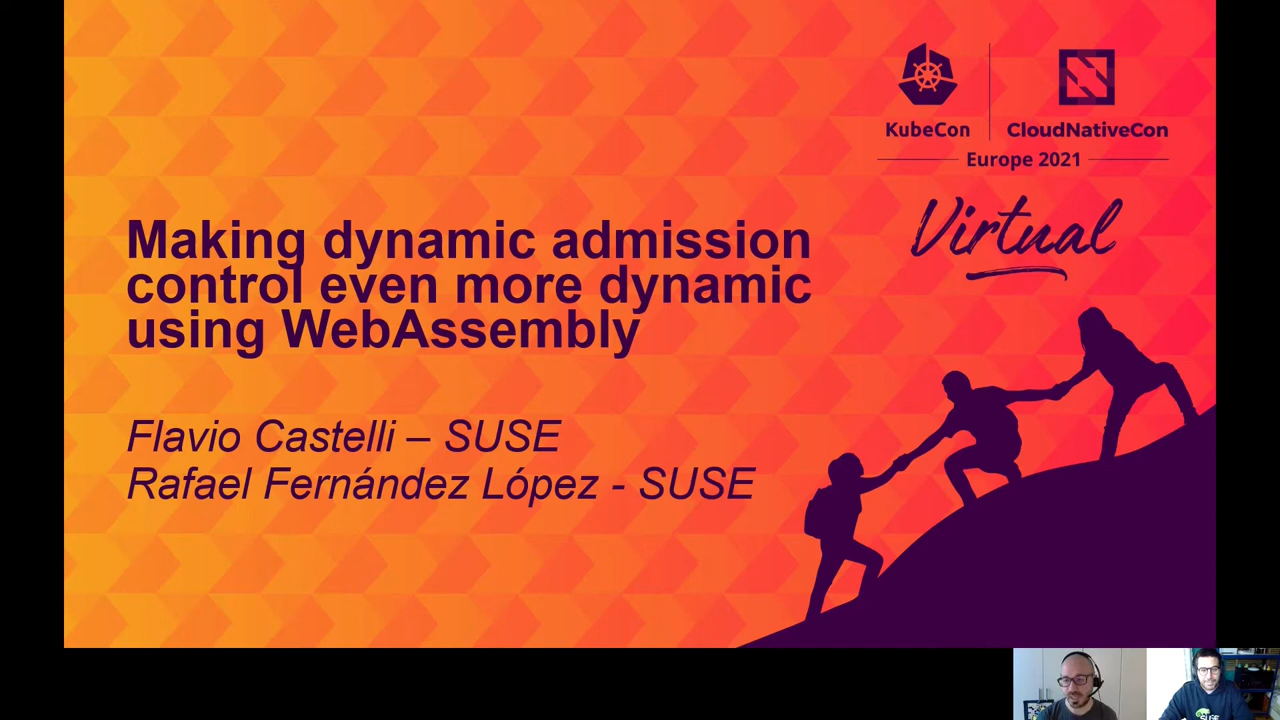 KubeCon
CloudNativeCon
Europe 2021
Virtual
Making dynamic admission
control even more dynamic
using WebAssembly
Flavio Castelli – SUSE
Rafael Fernández López - SUSE
SUSE